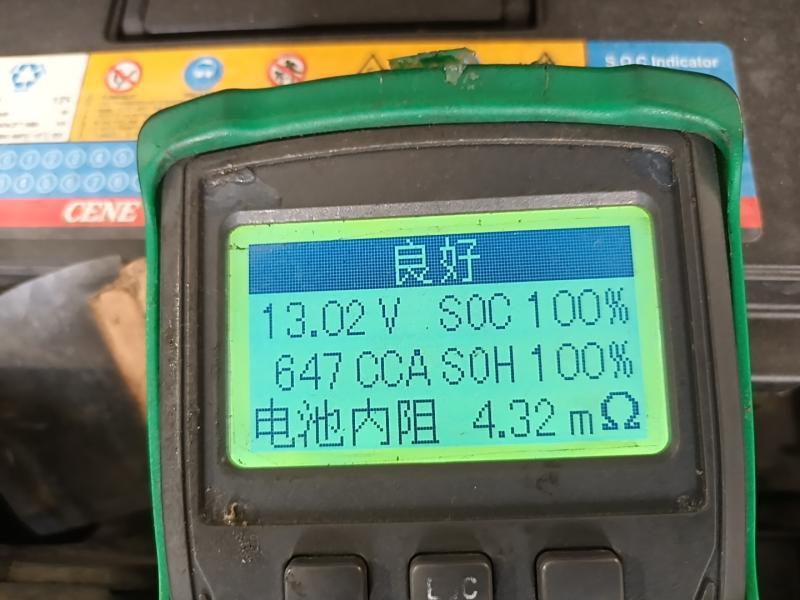 S.O.C Indicator
CENE
良好
13.02 V SOC 100%
647 CCA SOH 100%
电池内阻 4.32 mΩ